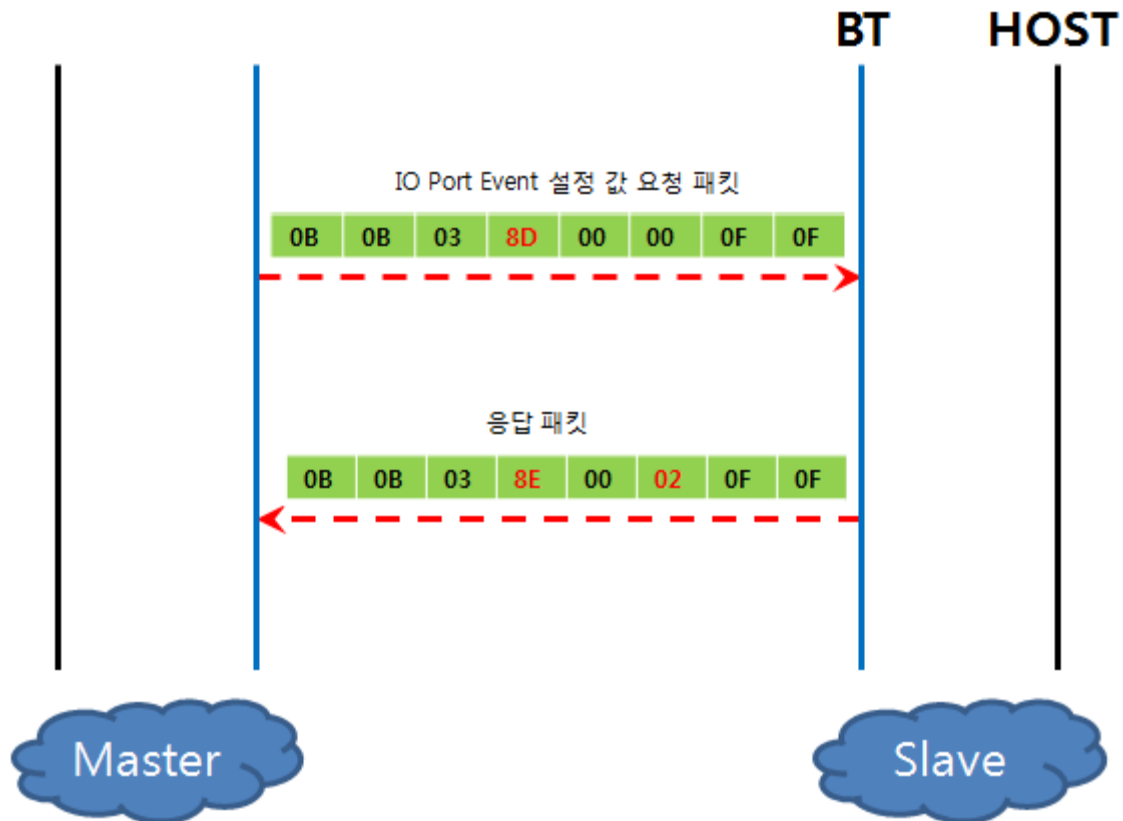 BT HOST
IO Port Event 설정 값 요청 패킷
0B 0B 03 8D 00 00 0F 0F
응답 패킷
0B 0B 03 8E 00 02 0F 0F
Master Slave